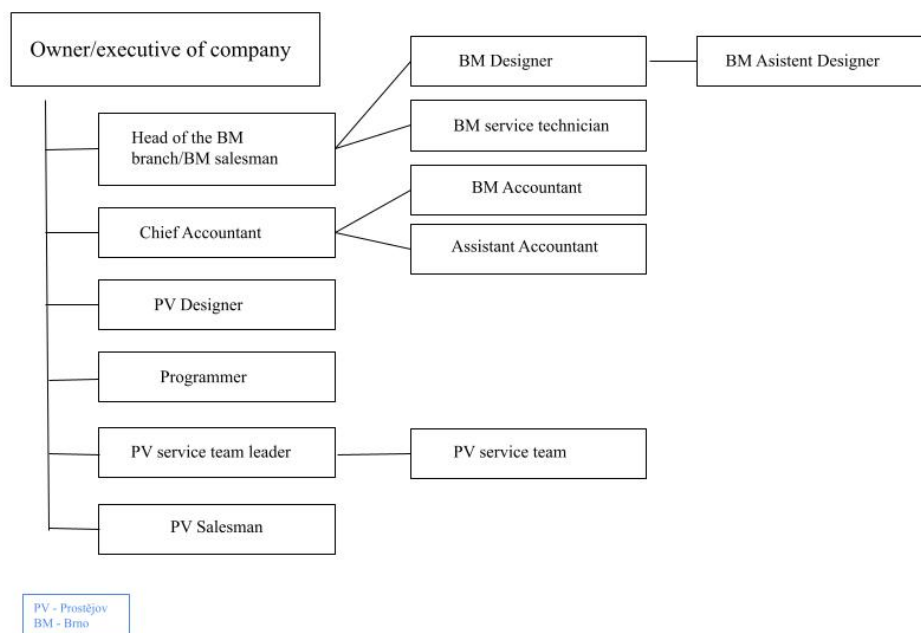 Owner/executive of company
BM Designer
BM Asistent Designer
Head of the BM
branch/BM salesman
BM service technician
BM Accountant
Chief Accountant
Assistant Accountant
PV Designer
Programmer
PV service team leader
PV service team
PV Salesman
PV - Prostějov
BM - Brno